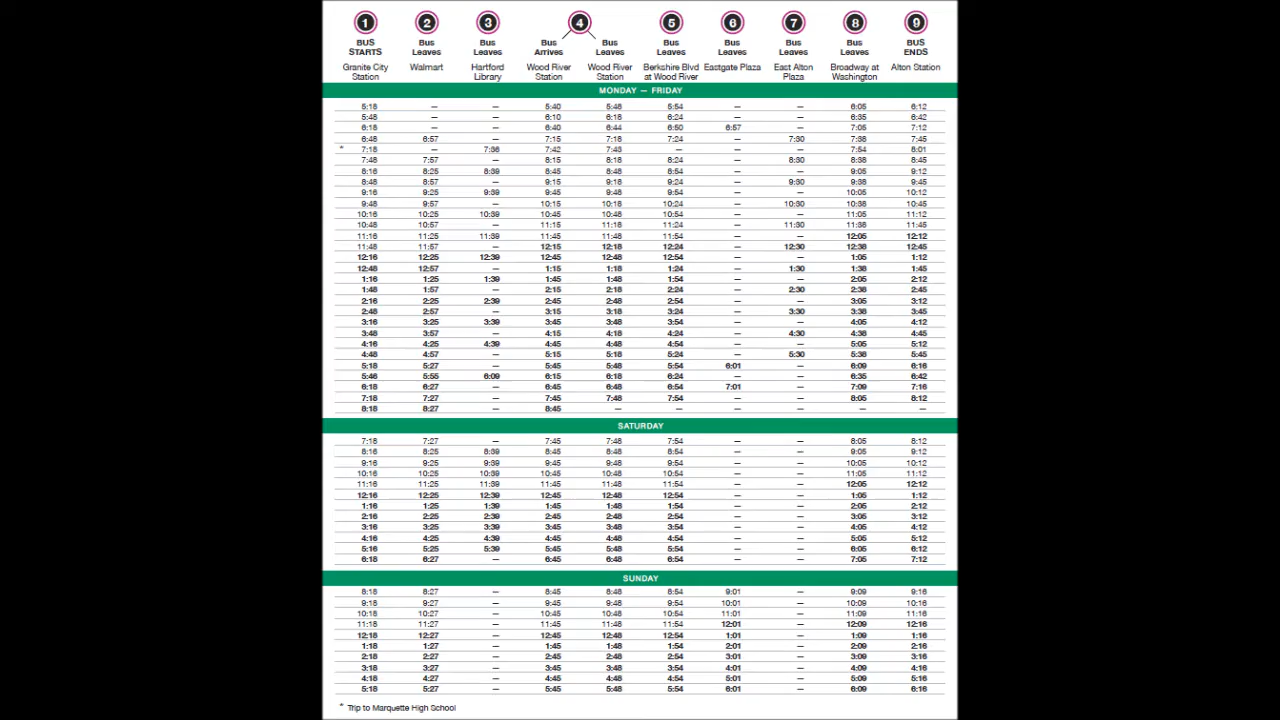 1 2 3 4 5 6 7 8 9
BUS Bus Bus Bus Bus Bus Bus Bus Bus BUS
STARTS Leaves Leaves Arrives Leaves Leaves Leaves Leaves Leaves ENDS
Granite City Walmart Hartford Wood River Wood River Berkshire Blvd Eastgate Plaza East Alton Broadway at Alton Station
Station Library Station Station at Wood River Plaza Washington
MONDAY — FRIDAY
5:18 — — 5:40 5:48 5:54 — — 6:05 6:12
5:48 — — 6:10 6:18 6:24 — — 6:35 6:42
6:18 — — 6:40 6:44 6:50 6:57 — 7:05 7:12
6:48 6:57 — 7:15 7:18 7:24 — 7:30 7:38 7:45
* 7:18 — 7:36 7:42 7:43 — — — 7:54 8:01
7:48 7:57 — 8:15 8:18 8:24 — 8:30 8:38 8:45
8:16 8:25 8:39 8:45 8:48 8:54 — — 9:05 9:12
8:48 8:57 — 9:15 9:18 9:24 — 9:30 9:38 9:45
9:16 9:25 9:39 9:45 9:48 9:54 — — 10:05 10:12
9:48 9:57 — 10:15 10:18 10:24 — 10:30 10:38 10:45
10:16 10:25 10:39 10:45 10:48 10:54 — — 11:05 11:12
10:48 10:57 — 11:15 11:18 11:24 — 11:30 11:38 11:45
11:16 11:25 11:39 11:45 11:48 11:54 — — 12:05 12:12
11:48 11:57 — 12:15 12:18 12:24 — 12:30 12:38 12:45
12:16 12:25 12:39 12:45 12:48 12:54 — — 1:05 1:12
12:48 12:57 — 1:15 1:18 1:24 — 1:30 1:38 1:45
1:16 1:25 1:39 1:45 1:48 1:54 — — 2:05 2:12
1:48 1:57 — 2:15 2:18 2:24 — 2:30 2:38 2:45
2:16 2:25 2:39 2:45 2:48 2:54 — — 3:05 3:12
2:48 2:57 — 3:15 3:18 3:24 — 3:30 3:38 3:45
3:16 3:25 3:39 3:45 3:48 3:54 — — 4:05 4:12
3:48 3:57 — 4:15 4:18 4:24 — 4:30 4:38 4:45
4:16 4:25 4:39 4:45 4:48 4:54 — — 5:05 5:12
4:48 4:57 — 5:15 5:18 5:24 — 5:30 5:38 5:45
5:18 5:27 — 5:45 5:48 5:54 6:01 — 6:09 6:16
5:46 5:55 6:09 6:15 6:18 6:24 — — 6:35 6:42
6:18 6:27 — 6:45 6:48 6:54 7:01 — 7:09 7:16
7:18 7:27 — 7:45 7:48 7:54 — — 8:05 8:12
8:18 8:27 — 8:45 — — — — — —
SATURDAY
7:18 7:27 — 7:45 7:48 7:54 — — 8:05 8:12
8:16 8:25 8:39 8:45 8:48 8:54 — — 9:05 9:12
9:16 9:25 9:39 9:45 9:48 9:54 — — 10:05 10:12
10:16 10:25 10:39 10:45 10:48 10:54 — — 11:05 11:12
11:16 11:25 11:39 11:45 11:48 11:54 — — 12:05 12:12
12:16 12:25 12:39 12:45 12:48 12:54 — — 1:05 1:12
1:16 1:25 1:39 1:45 1:48 1:54 — — 2:05 2:12
2:16 2:25 2:39 2:45 2:48 2:54 — — 3:05 3:12
3:16 3:25 3:39 3:45 3:48 3:54 — — 4:05 4:12
4:16 4:25 4:39 4:45 4:48 4:54 — — 5:05 5:12
5:16 5:25 5:39 5:45 5:48 5:54 — — 6:05 6:12
6:18 6:27 — 6:45 6:48 6:54 — — 7:05 7:12
SUNDAY
8:18 8:27 — 8:45 8:48 8:54 9:01 — 9:09 9:16
9:18 9:27 — 9:45 9:48 9:54 10:01 — 10:09 10:16
10:18 10:27 — 10:45 10:48 10:54 11:01 — 11:09 11:16
11:18 11:27 — 11:45 11:48 11:54 12:01 — 12:09 12:16
12:18 12:27 — 12:45 12:48 12:54 1:01 — 1:09 1:16
1:18 1:27 — 1:45 1:48 1:54 2:01 — 2:09 2:16
2:18 2:27 — 2:45 2:48 2:54 3:01 — 3:09 3:16
3:18 3:27 — 3:45 3:48 3:54 4:01 — 4:09 4:16
4:18 4:27 — 4:45 4:48 4:54 5:01 — 5:09 5:16
5:18 5:27 — 5:45 5:48 5:54 6:01 — 6:09 6:16
* Trip to Marquette High School